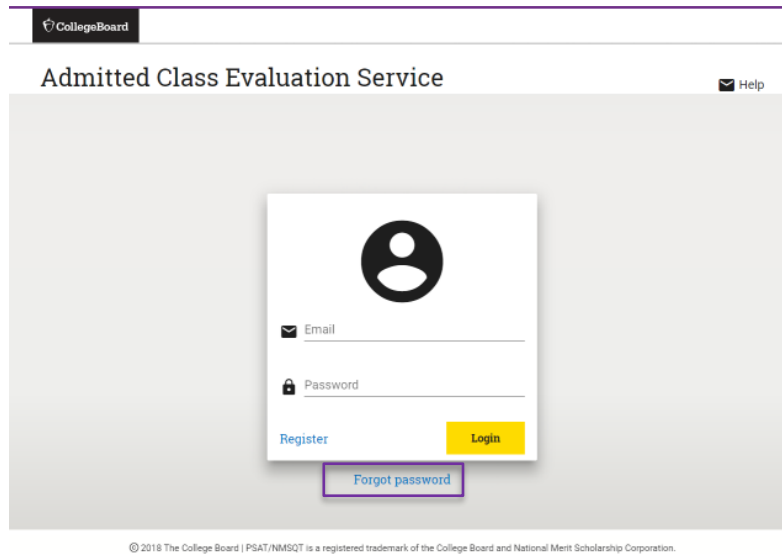 CollegeBoard
Admitted Class Evaluation Service
Help
Email
Password
Register
Login
Forgot password
© 2018 The College Board | PSAT/NMSQT is a registered trademark of the College Board and National Merit Scholarship Corporation.